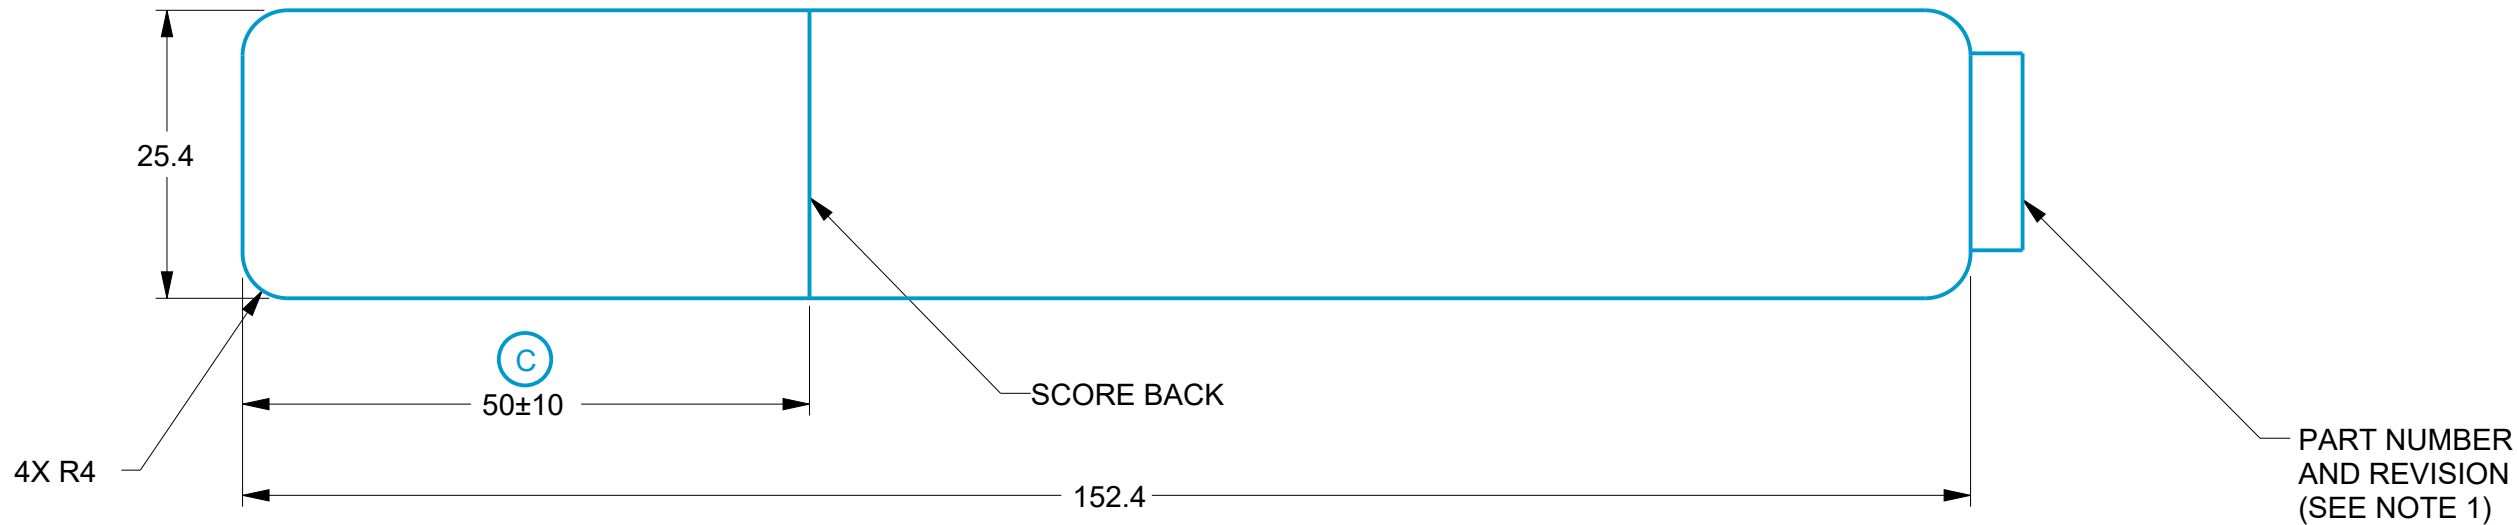 25.4
C
50±10
SCORE BACK
4X R4
152.4
PART NUMBER
AND REVISION
(SEE NOTE 1)